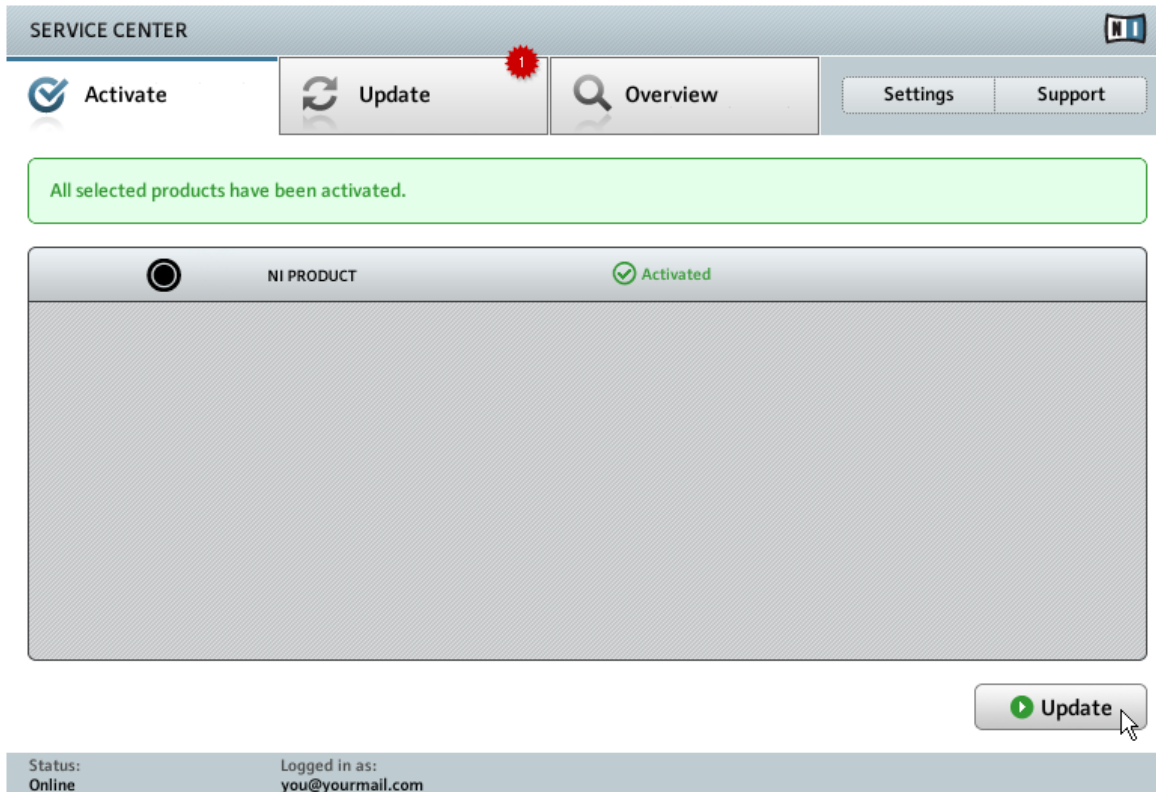 SERVICE CENTER
NI
Activate
Update
1
Overview
Settings
Support
All selected products have been activated.
NI PRODUCT
Activated
Update
Status:
Online
Logged in as:
you@yourmail.com